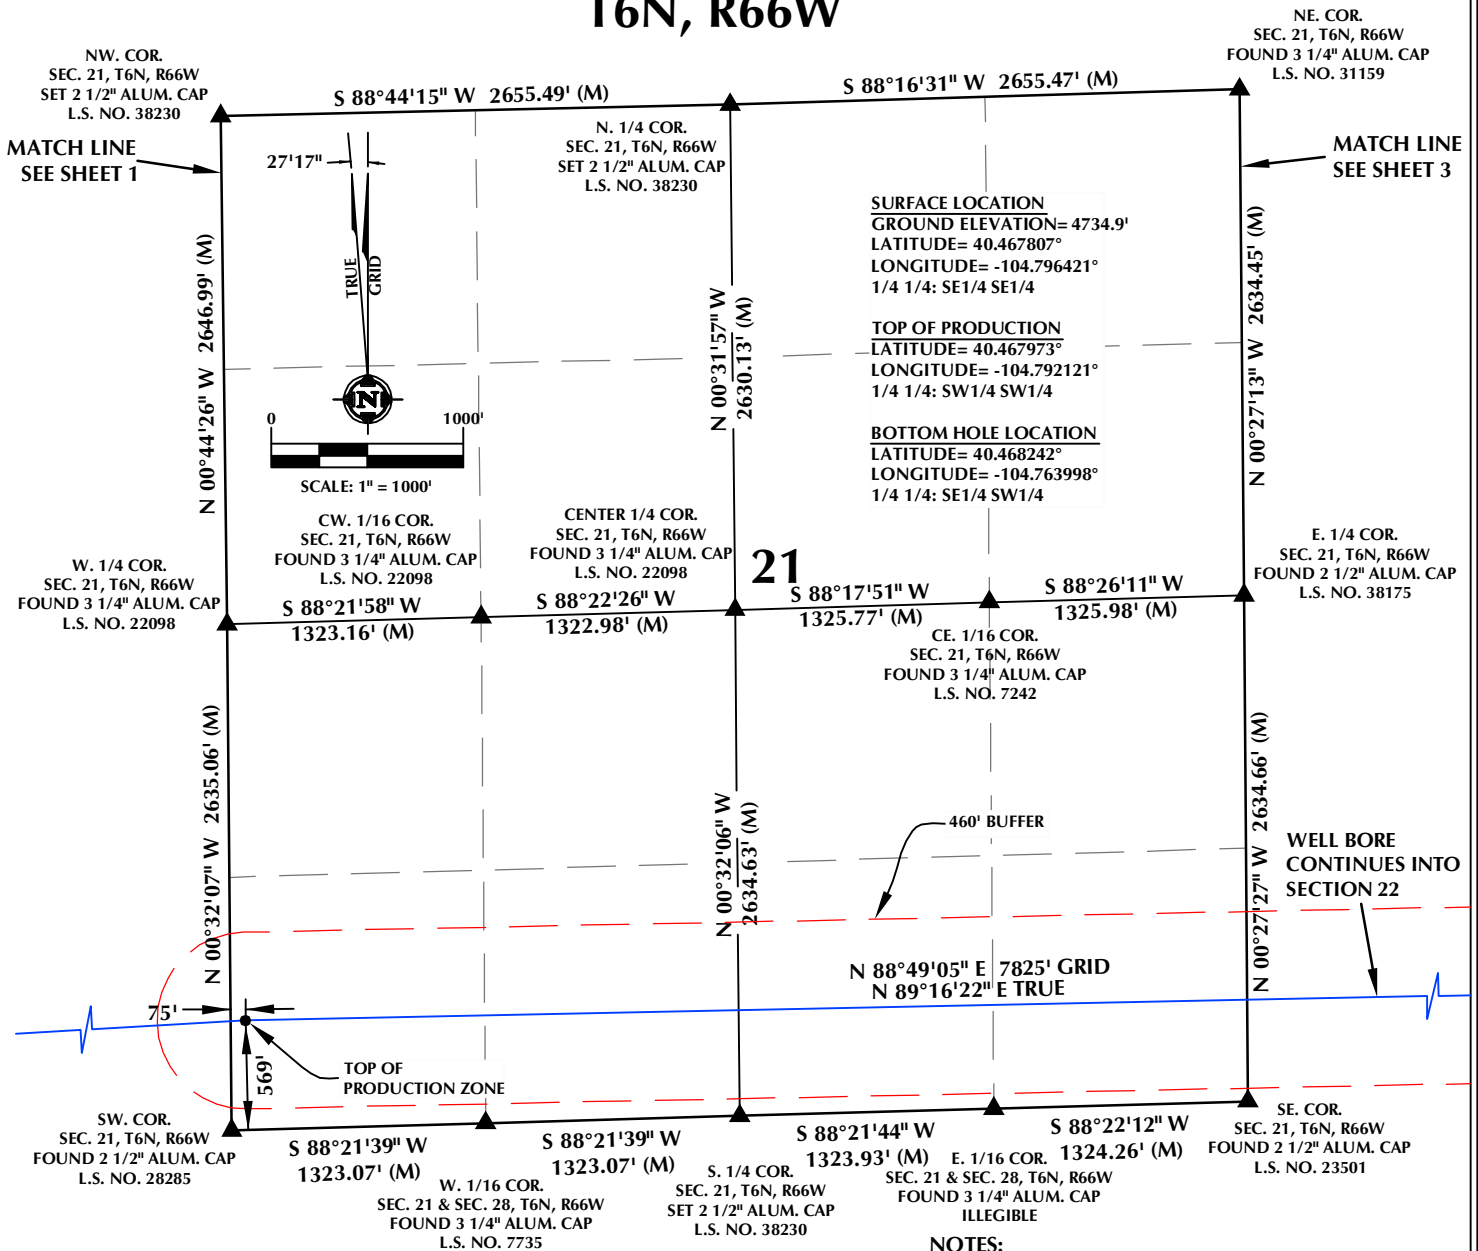 T6N, R66W
NW. COR.
SEC. 21, T6N, R66W
SET 2 1/2" ALUM. CAP
L.S. NO. 38230
NE. COR.
SEC. 21, T6N, R66W
FOUND 3 1/4" ALUM. CAP
L.S. NO. 31159
S 88°44'15" W 2655.49' (M)
S 88°16'31" W 2655.47' (M)
N. 1/4 COR.
SEC. 21, T6N, R66W
SET 2 1/2" ALUM. CAP
L.S. NO. 38230
MATCH LINE
SEE SHEET 1
MATCH LINE
SEE SHEET 3
27'17"
TRUE
GRID
N
0 1000'
SCALE: 1" = 1000'
SURFACE LOCATION
GROUND ELEVATION= 4734.9'
LATITUDE= 40.467807°
LONGITUDE= -104.796421°
1/4 1/4: SE1/4 SE1/4
TOP OF PRODUCTION
LATITUDE= 40.467973°
LONGITUDE= -104.792121°
1/4 1/4: SW1/4 SW1/4
BOTTOM HOLE LOCATION
LATITUDE= 40.468242°
LONGITUDE= -104.763998°
1/4 1/4: SE1/4 SW1/4
N 00°44'26" W 2646.99' (M)
N 00°31'57" W
2630.13' (M)
N 00°27'13" W 2634.45' (M)
CW. 1/16 COR.
SEC. 21, T6N, R66W
FOUND 3 1/4" ALUM. CAP
L.S. NO. 22098
CENTER 1/4 COR.
SEC. 21, T6N, R66W
FOUND 3 1/4" ALUM. CAP
L.S. NO. 22098
21
W. 1/4 COR.
SEC. 21, T6N, R66W
FOUND 3 1/4" ALUM. CAP
L.S. NO. 22098
E. 1/4 COR.
SEC. 21, T6N, R66W
FOUND 2 1/2" ALUM. CAP
L.S. NO. 38175
S 88°21'58" W
1323.16' (M)
S 88°22'26" W
1322.98' (M)
S 88°17'51" W
1325.77' (M)
S 88°26'11" W
1325.98' (M)
CE. 1/16 COR.
SEC. 21, T6N, R66W
FOUND 3 1/4" ALUM. CAP
L.S. NO. 7242
N 00°32'07" W 2635.06' (M)
N 00°32'06" W
2634.63' (M)
N 00°27'27" W 2634.66' (M)
460' BUFFER
WELL BORE
CONTINUES INTO
SECTION 22
N 88°49'05" E 7825' GRID
N 89°16'22" E TRUE
75'
569'
TOP OF
PRODUCTION ZONE
SW. COR.
SEC. 21, T6N, R66W
FOUND 2 1/2" ALUM. CAP
L.S. NO. 28285
S 88°21'39" W
1323.07' (M)
S 88°21'39" W
1323.07' (M)
S 88°21'44" W
1323.93' (M)
S 88°22'12" W
1324.26' (M)
SE. COR.
SEC. 21, T6N, R66W
FOUND 2 1/2" ALUM. CAP
L.S. NO. 23501
W. 1/16 COR.
SEC. 21 & SEC. 28, T6N, R66W
FOUND 3 1/4" ALUM. CAP
L.S. NO. 7735
S. 1/4 COR.
SEC. 21, T6N, R66W
SET 2 1/2" ALUM. CAP
L.S. NO. 38230
E. 1/16 COR.
SEC. 21 & SEC. 28, T6N, R66W
FOUND 3 1/4" ALUM. CAP
ILLEGIBLE
NOTES: